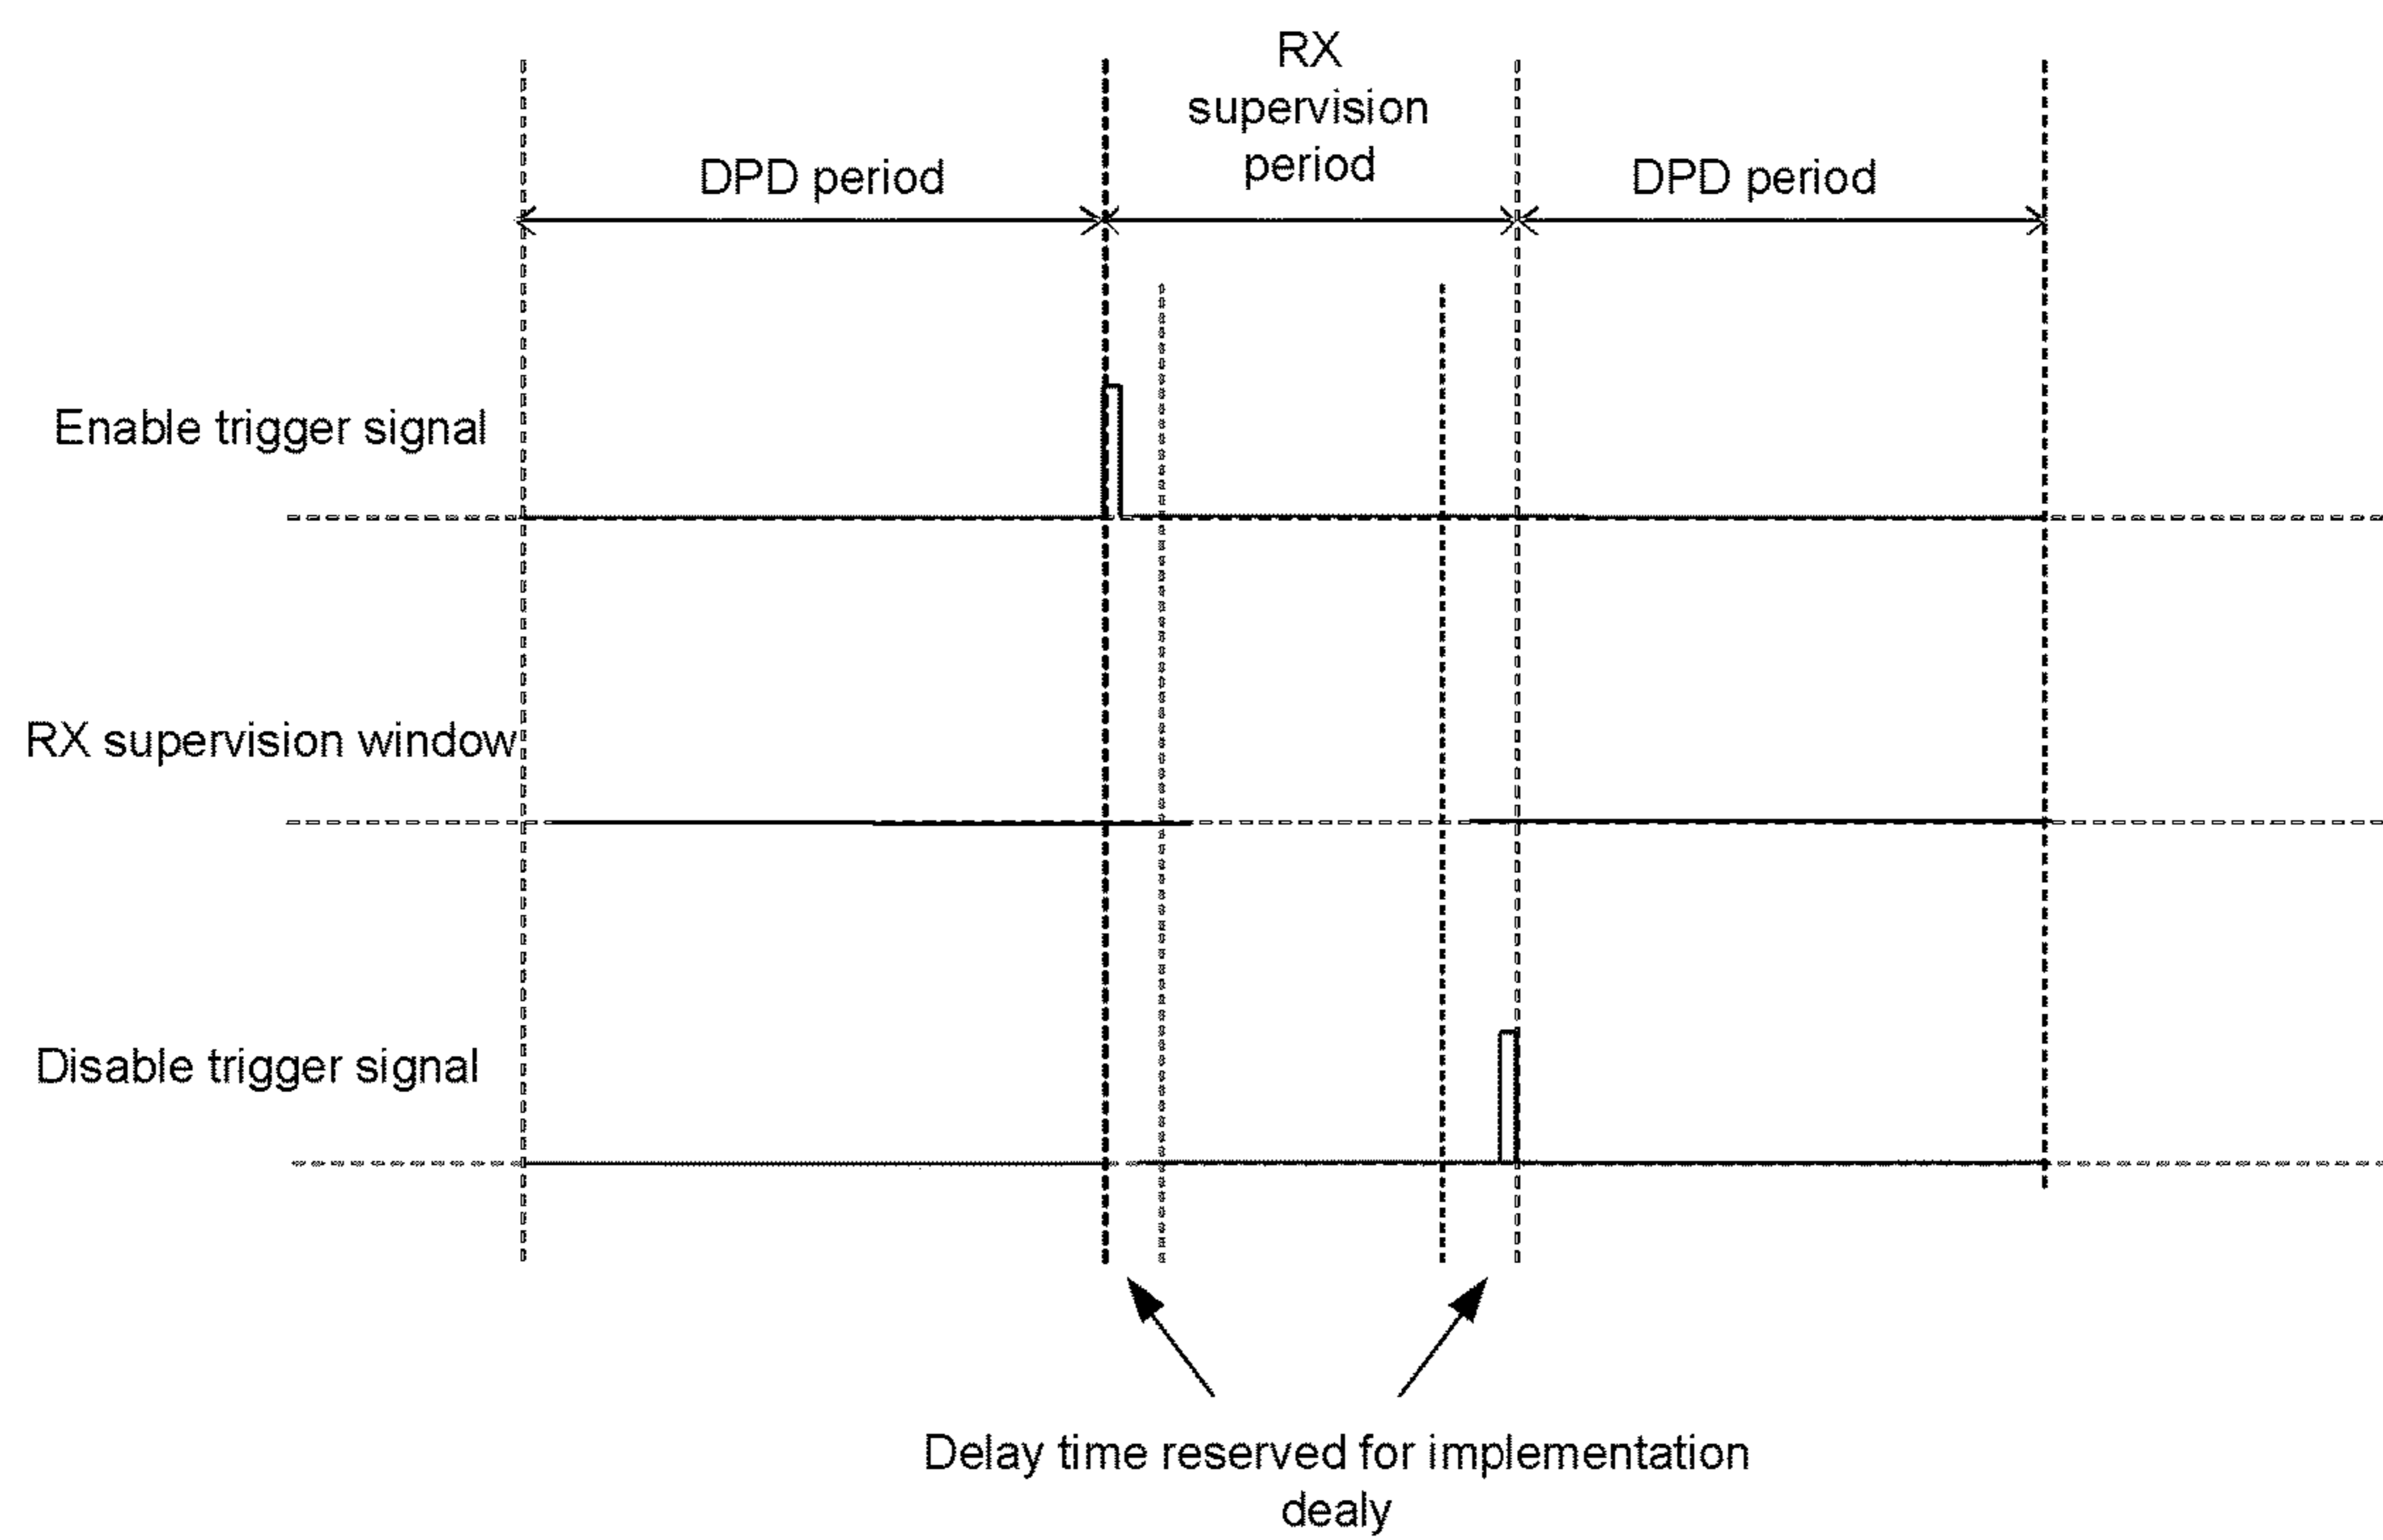 RX
supervision
period
DPD period
DPD period
Enable trigger signal
RX supervision window
Disable trigger signal
Delay time reserved for implementation
dealy